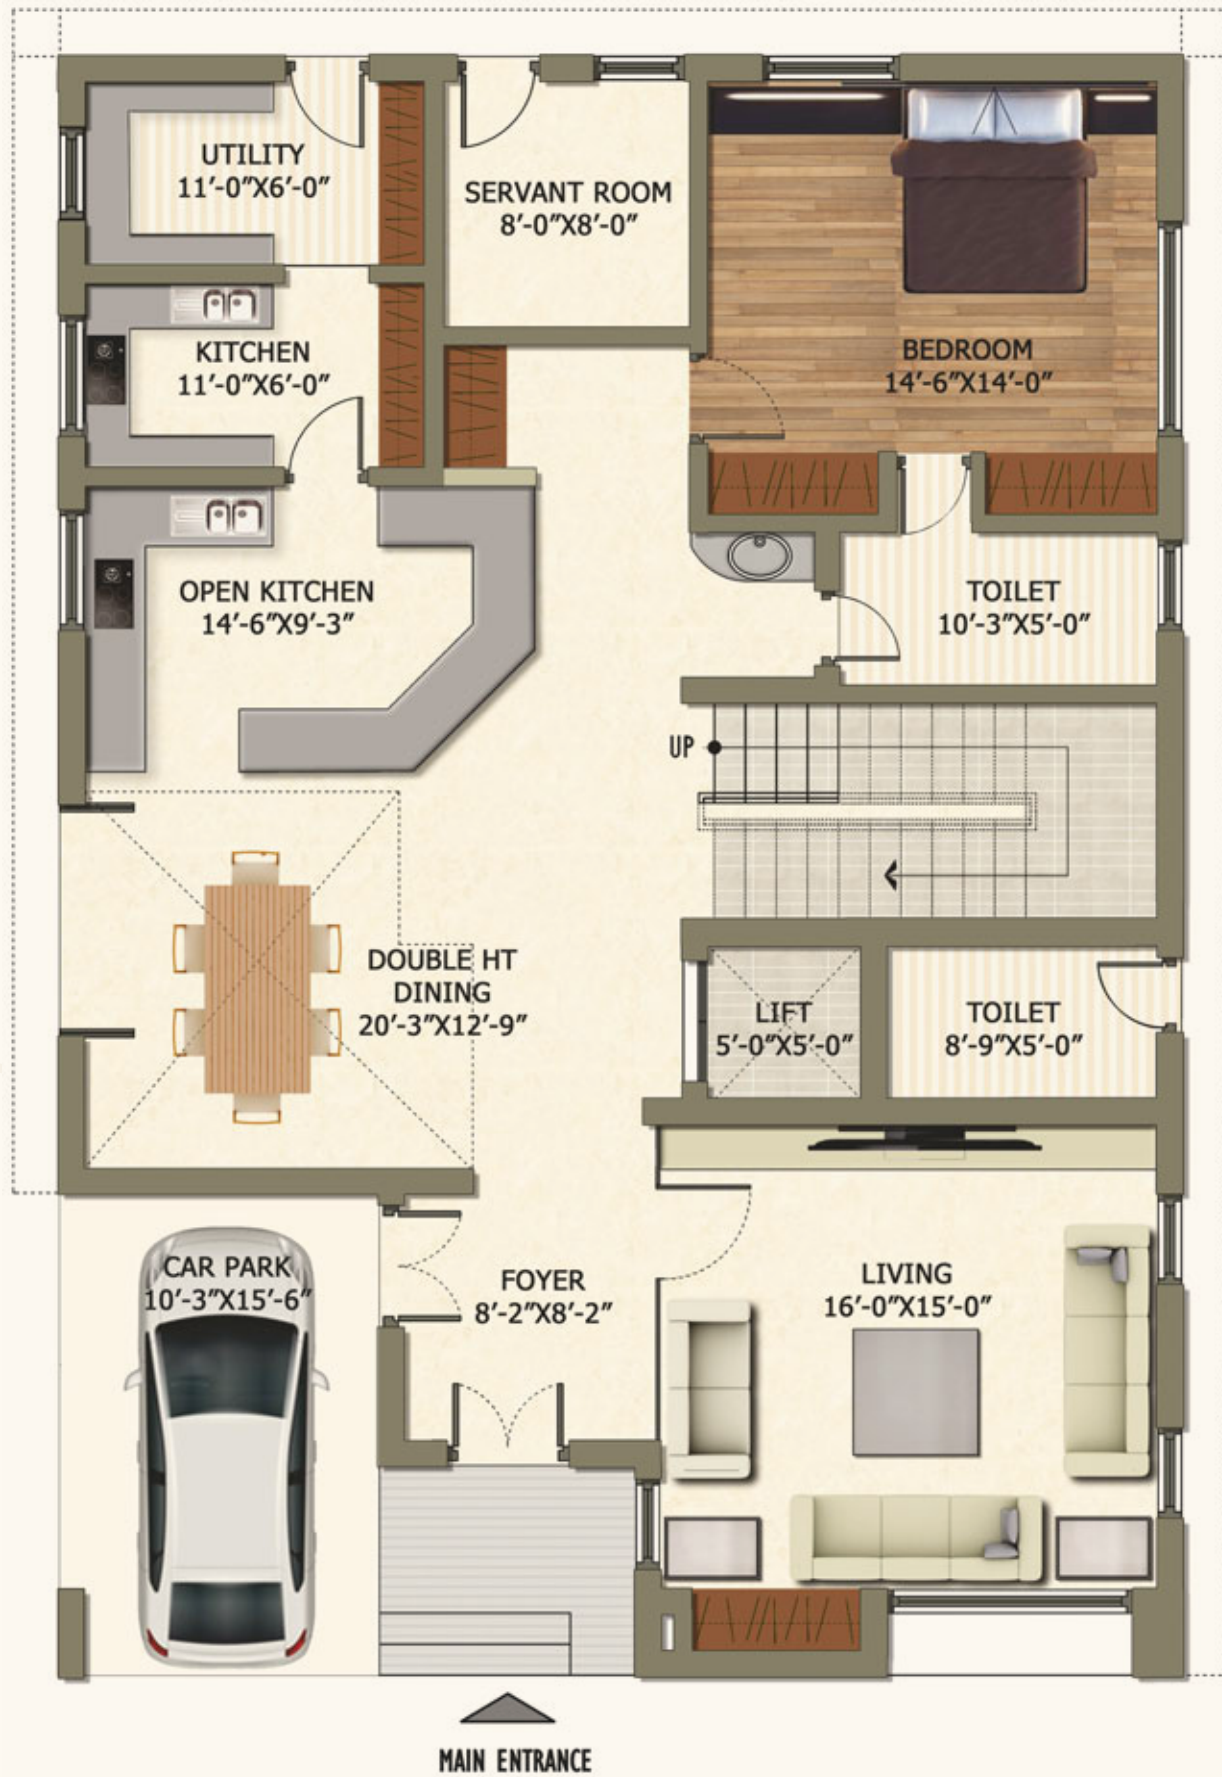 UTILITY
11'-0"X6'-0"
SERVANT ROOM
8'-0"X8'-0"
KITCHEN
11'-0"X6'-0"
BEDROOM
14'-6"X14'-0"
OPEN KITCHEN
14'-6"X9'-3"
TOILET
10'-3"X5'-0"
UP
DOUBLE HT
DINING
20'-3"X12'-9"
LIFT
5'-0"X5'-0"
TOILET
8'-9"X5'-0"
CAR PARK
10'-3"X15'-6"
FOYER
8'-2"X8'-2"
LIVING
16'-0"X15'-0"
MAIN ENTRANCE